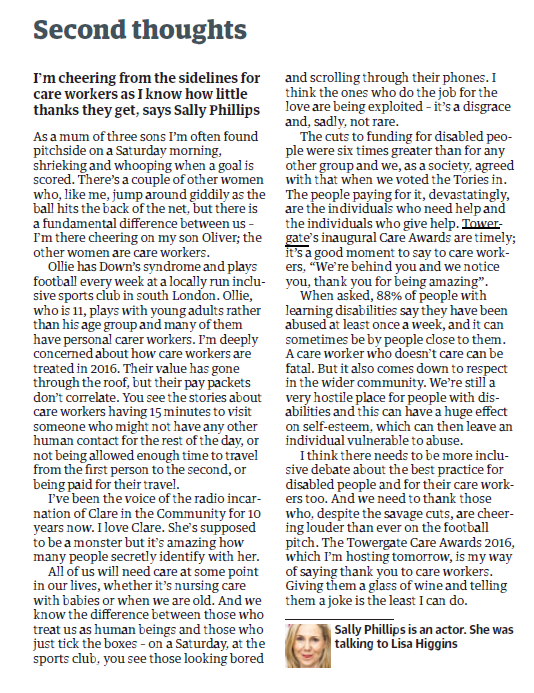 Second thoughts
I'm cheering from the sidelines for
care workers as I know how little
thanks they get, says Sally Phillips
As a mum of three sons I'm often found
pitchside on a Saturday morning,
shrieking and whooping when a goal is
scored. There's a couple of other women
who, like me, jump around giddily as the
ball hits the back of the net, but there is
a fundamental difference between us –
I'm there cheering on my son Oliver; the
other women are care workers.
Ollie has Down's syndrome and plays
football every week at a locally run inclu-
sive sports club in south London. Ollie,
who is 11, plays with young adults rather
than his age group and many of them
have personal carer workers. I'm deeply
concerned about how care workers are
treated in 2016. Their value has gone
through the roof, but their pay packets
don't correlate. You see the stories about
care workers having 15 minutes to visit
someone who might not have any other
human contact for the rest of the day, or
not being allowed enough time to travel
from the first person to the second, or
being paid for their travel.
I've been the voice of the radio incar-
nation of Clare in the Community for 10
years now. I love Clare. She's supposed
to be a monster but it's amazing how
many people secretly identify with her.
All of us will need care at some point
in our lives, whether it's nursing care
with babies or when we are old. And we
know the difference between those who
treat us as human beings and those who
just tick the boxes – on a Saturday, at the
sports club, you see those looking bored
and scrolling through their phones. I
think the ones who do the job for the
love are being exploited – it's a disgrace
and, sadly, not rare.
The cuts to funding for disabled peo-
ple were six times greater than for any
other group and we, as a society, agreed
with that when we voted the Tories in.
The people paying for it, devastatingly,
are the individuals who need help and
the individuals who give help. Tower-
gate's inaugural Care Awards are timely;
it's a good moment to say to care work-
ers, "We're behind you and we notice
you, thank you for being amazing".
When asked, 88% of people with
learning disabilities say they have been
abused at least once a week, and it can
sometimes be by people close to them.
A care worker who doesn't care can be
fatal. But it also comes down to respect
in the wider community. We're still a
very hostile place for people with dis-
abilities and this can have a huge effect
on self-esteem, which can then leave an
individual vulnerable to abuse.
I think there needs to be more inclu-
sive debate about the best practice for
disabled people and for their care work-
ers too. And we need to thank those
who, despite the savage cuts, are cheer-
ing louder than ever on the football
pitch. The Towergate Care Awards 2016,
which I'm hosting tomorrow, is my way
of saying thank you to care workers.
Giving them a glass of wine and telling
them a joke is the least I can do.
Sally Phillips is an actor. She was
talking to Lisa Higgins